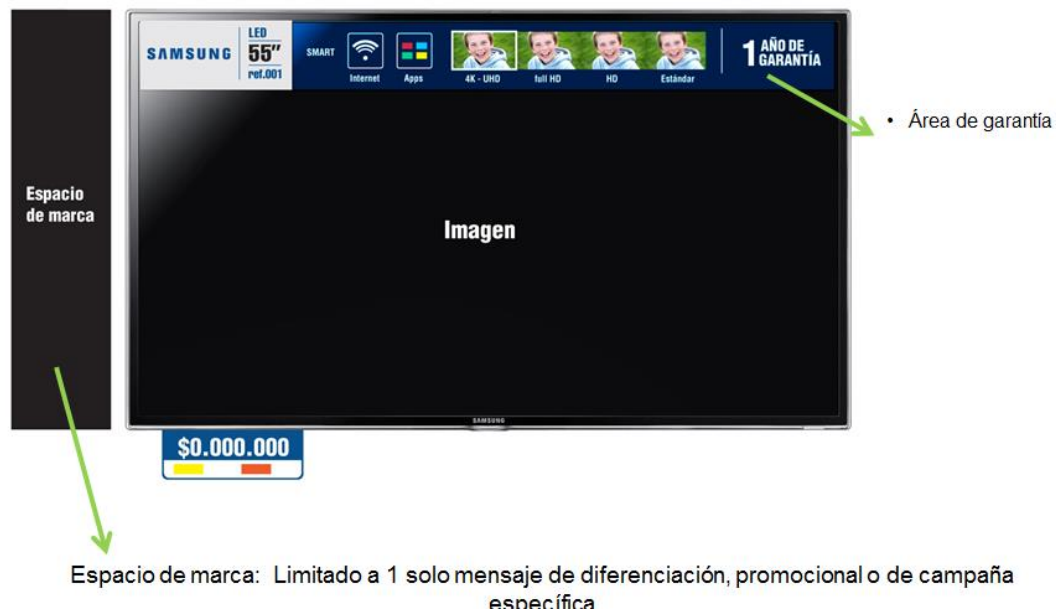 SAMSUNG
LED
55"
ref.001
SMART
Internet
Apps
4K - UHD
full HD
HD
Estándar
1 AÑO DE
GARANTÍA
• Área de garantía
Espacio
de marca
Imagen
SAMSUNG
$0.000.000
Espacio de marca: Limitado a 1 solo mensaje de diferenciación, promocional o de campaña
específica